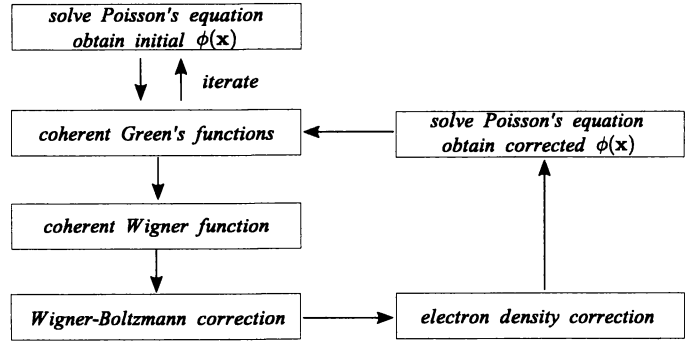 solve Poisson's equation
obtain initial ϕ(x)
iterate
coherent Green's functions
solve Poisson's equation
obtain corrected ϕ(x)
coherent Wigner function
Wigner-Boltzmann correction
electron density correction